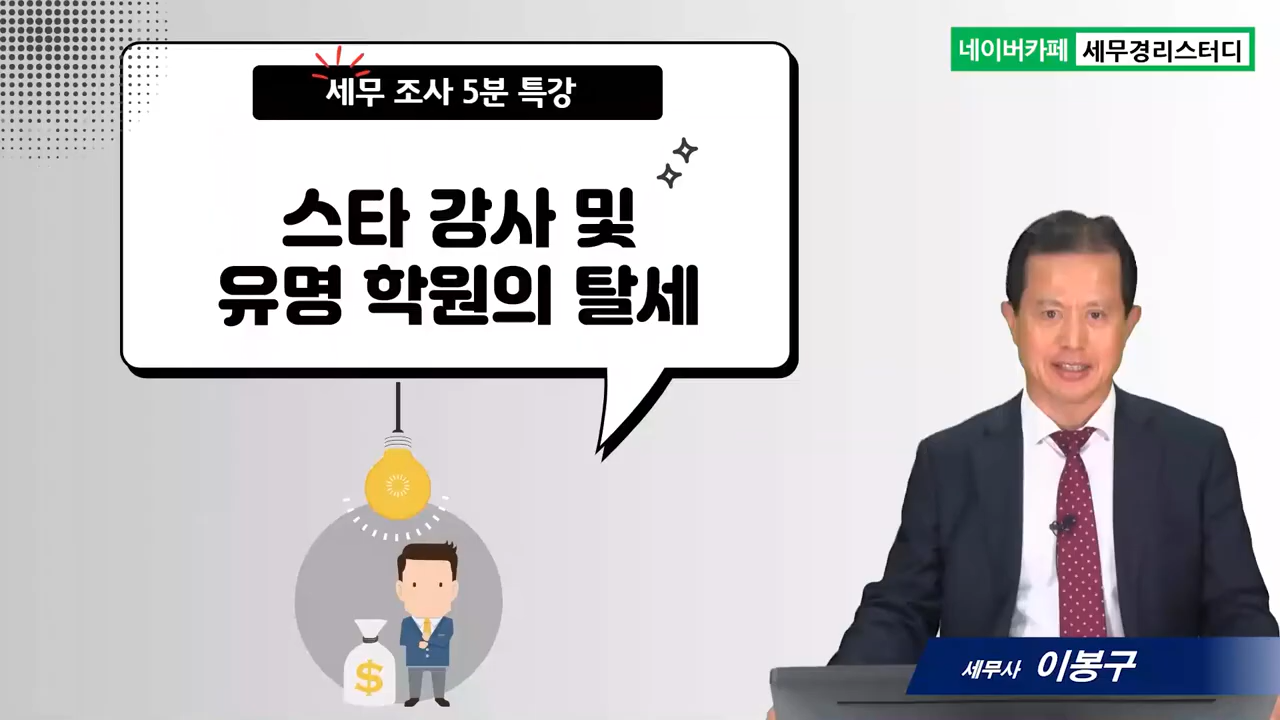 네이버카페 세무경리스터디
세무 조사 5분 특강
스타 강사 및
유명 학원의 탈세
$
세무사 이봉구